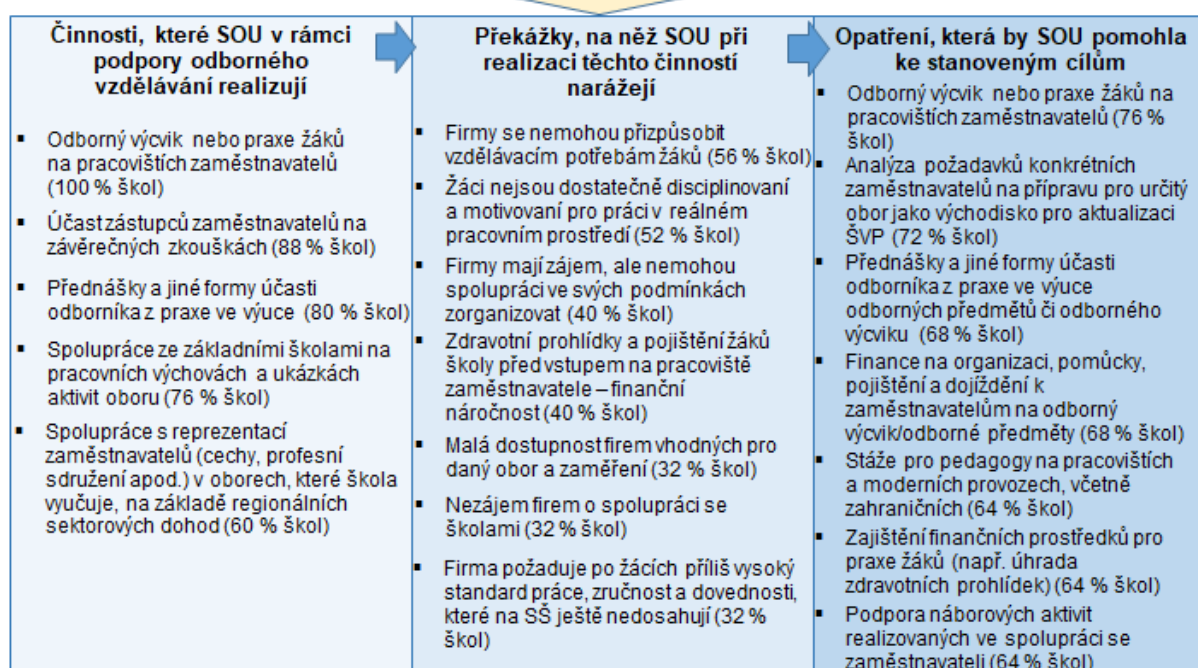 Činnosti, které SOU v rámci
podpory odborného
vzdělávání realizují
▪ Odborný výcvik nebo praxe žáků
na pracovištích zaměstnavatelů
(100 % škol)
▪ Účast zástupců zaměstnavatelů na
závěrečných zkouškách (88 % škol)
▪ Přednášky a jiné formy účasti
odborníka z praxe ve výuce (80 % škol)
▪ Spolupráce ze základními školami na
pracovních výchovách a ukázkách
aktivit oboru (76 % škol)
▪ Spolupráce s reprezentací
zaměstnavatelů (cechy, profesní
sdružení apod.) v oborech, které škola
vyučuje, na základě regionálních
sektorových dohod (60 % škol)
Překážky, na něž SOU při
realizaci těchto činností
narážejí
▪ Firmy se nemohou přizpůsobit
vzdělávacím potřebám žáků (56 % škol)
▪ Žáci nejsou dostatečně disciplinovaní
a motivovaní pro práci v reálném
pracovním prostředí (52 % škol)
▪ Firmy mají zájem, ale nemohou
spolupráci ve svých podmínkách
zorganizovat (40 % škol)
▪ Zdravotní prohlídky a pojištění žáků
školy před vstupem na pracoviště
zaměstnavatele – finanční
náročnost (40 % škol)
▪ Malá dostupnost firem vhodných pro
daný obor a zaměření (32 % škol)
▪ Nezájem firem o spolupráci se
školami (32 % škol)
▪ Firma požaduje po žácích příliš vysoký
standard práce, zručnost a dovednosti,
které na SŠ ještě nedosahují (32 %
škol)
Opatření, která by SOU pomohla
ke stanoveným cílům
▪ Odborný výcvik nebo praxe žáků na
pracovištích zaměstnavatelů (76 %
škol)
▪ Analýza požadavků konkrétních
zaměstnavatelů na přípravu pro určitý
obor jako východisko pro aktualizaci
ŠVP (72 % škol)
▪ Přednášky a jiné formy účasti
odborníka z praxe ve výuce
odborných předmětů či odborného
výcviku (68 % škol)
▪ Finance na organizaci, pomůcky,
pojištění a dojíždění k
zaměstnavatelům na odborný
výcvik/odborné předměty (68 % škol)
▪ Stáže pro pedagogy na pracovištích
a moderních provozech, včetně
zahraničních (64 % škol)
▪ Zajištění finančních prostředků pro
praxe žáků (např. úhrada
zdravotních prohlídek) (64 % škol)
▪ Podpora náborových aktivit
realizovaných ve spolupráci se
zaměstnavateli (64 % škol)